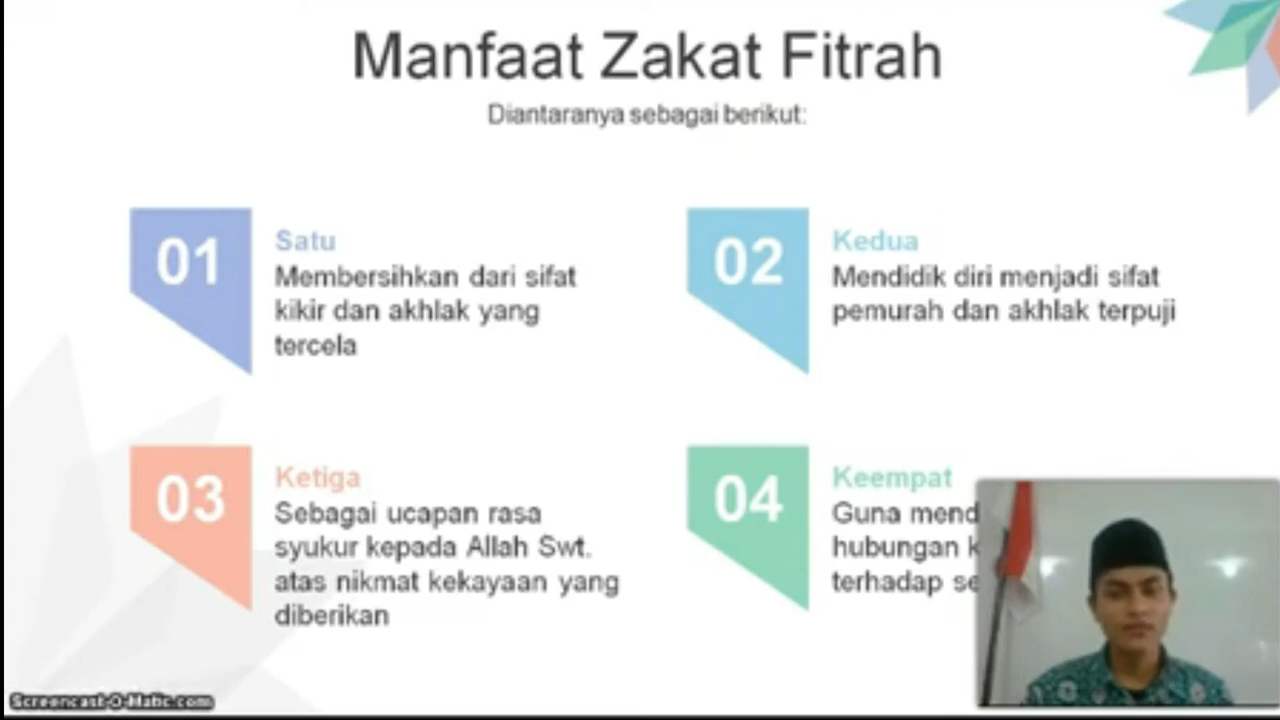 Manfaat Zakat Fitrah
Diantaranya sebagai berikut:
01
Satu
Membersihkan dari sifat
kikir dan akhlak yang
tercela
02
Kedua
Mendidik diri menjadi sifat
pemurah dan akhlak terpuji
03
Ketiga
Sebagai ucapan rasa
syukur kepada Allah Swt.
atas nikmat kekayaan yang
diberikan
04
Keempat
Guna
hubungan
terhadap
Screencast-O-Matic.com